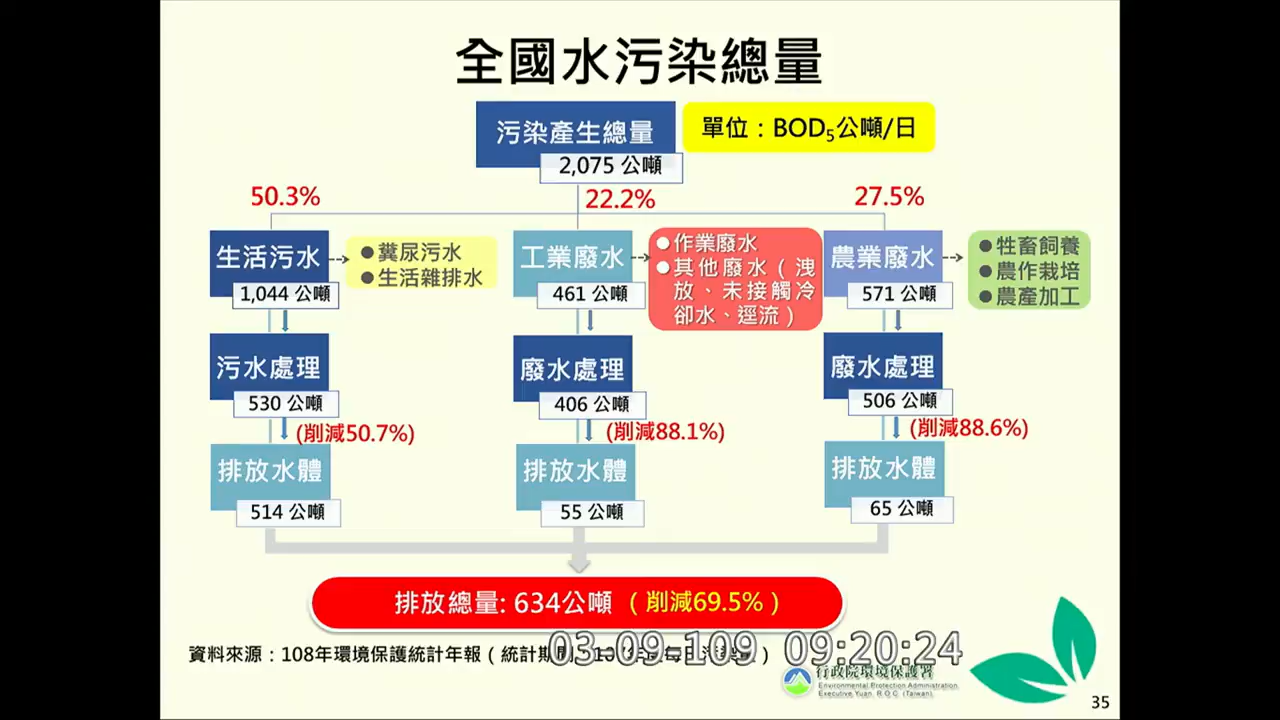 全國水污染總量
污染產生總量
2,075 公噸
單位：BOD5公噸/日
50.3%
22.2%
27.5%
生活污水
1,044 公噸
●糞尿污水
●生活雜排水
工業廢水
461 公噸
●作業廢水
●其他廢水（洩
放、未接觸冷
卻水、逕流）
農業廢水
571 公噸
●牲畜飼養
●農作栽培
●農產加工
污水處理
530 公噸
廢水處理
406 公噸
廢水處理
506 公噸
(削減50.7%)
(削減88.1%)
(削減88.6%)
排放水體
514 公噸
排放水體
55 公噸
排放水體
65 公噸
排放總量: 634公噸（削減69.5%）
資料來源：108年環境保護統計年報（統計期間
03-09-109 09:20:24
行政院環境保護署
Environmental Protection Administration
Executive Yuan, R.O.C. (Taiwan)
35